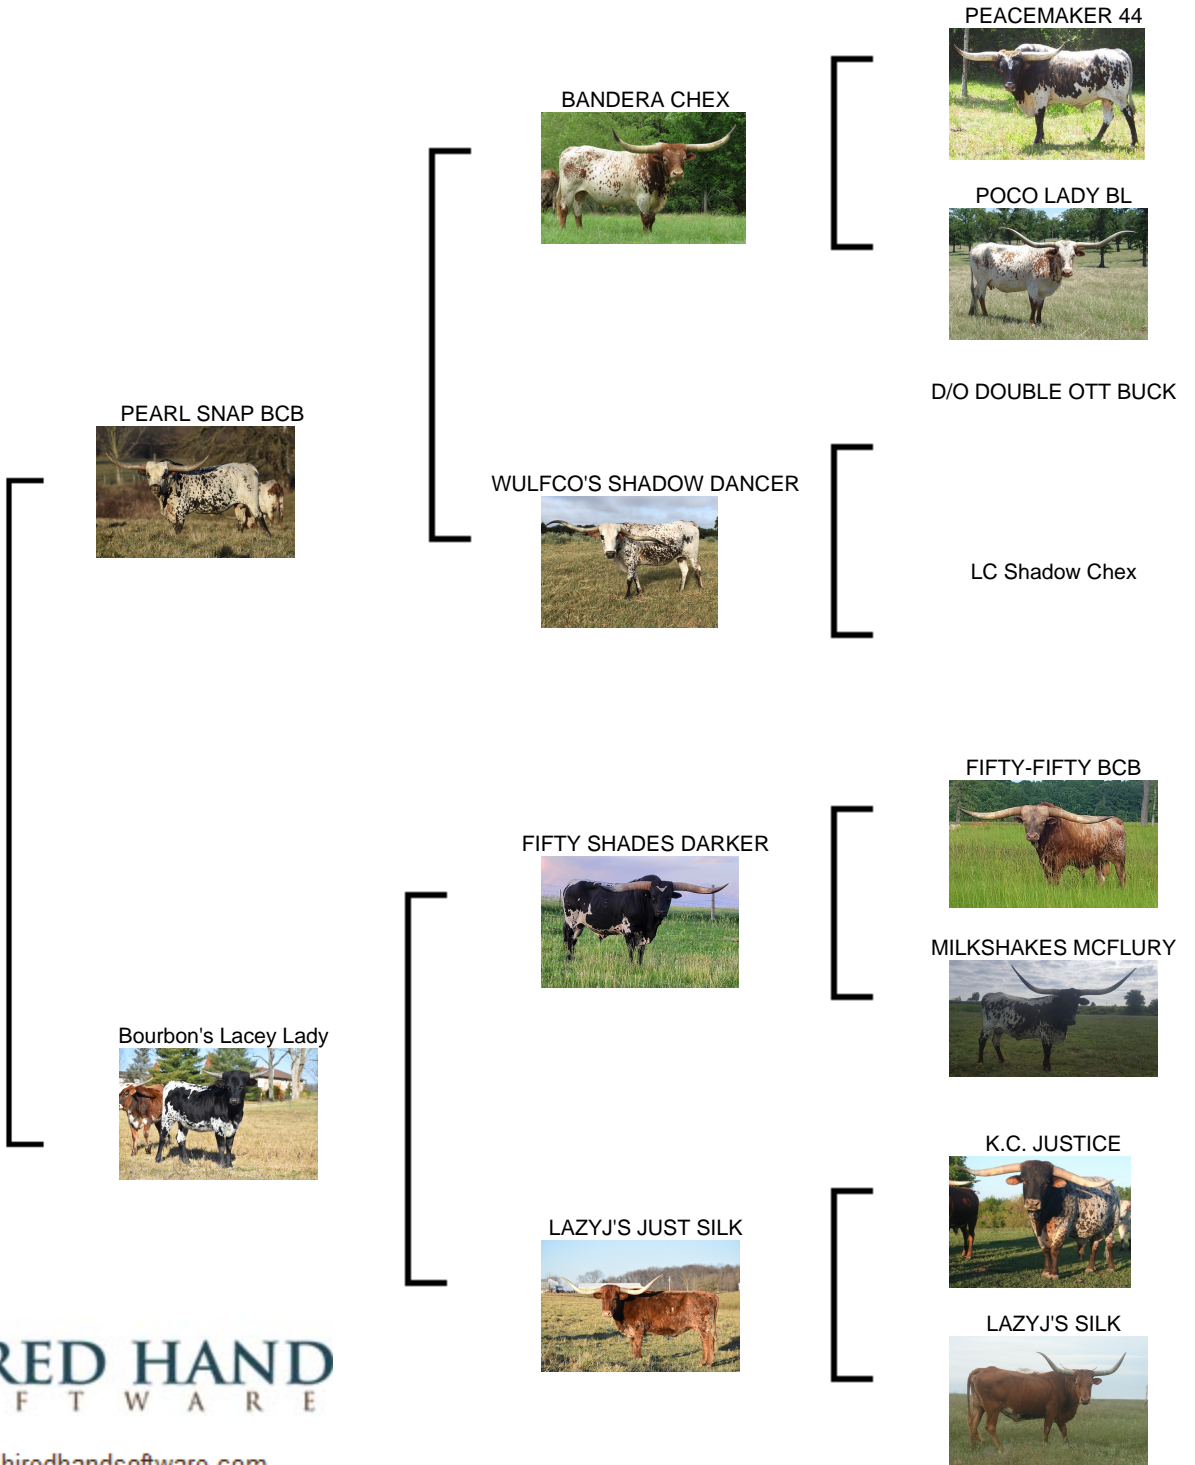 PEACEMAKER 44
BANDERA CHEX
POCO LADY BL
D/O DOUBLE OTT BUCK
PEARL SNAP BCB
WULFCO'S SHADOW DANCER
LC Shadow Chex
FIFTY-FIFTY BCB
FIFTY SHADES DARKER
MILKSHAKES MCFLURY
Bourbon's Lacey Lady
K.C. JUSTICE
LAZYJ'S JUST SILK
LAZYJ'S SILK
RED HAND
F T W A R E
hiredhandsoftware.com